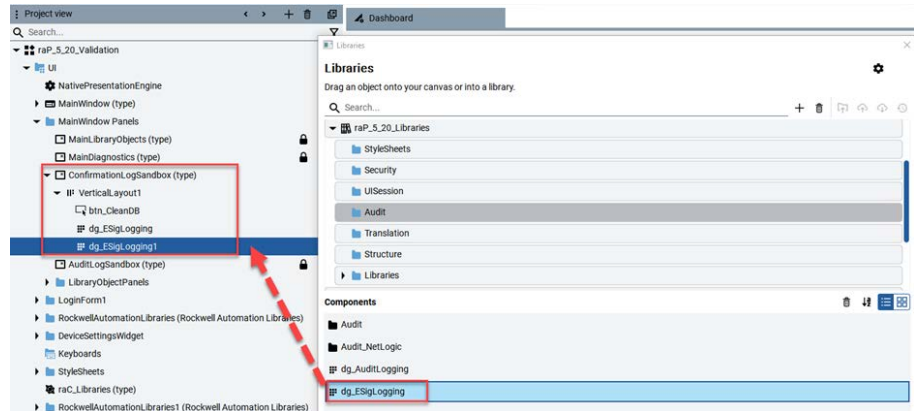 Project view
Search...
raP_5_20_Validation
UI
NativePresentationEngine
MainWindow (type)
MainWindow Panels
MainLibraryObjects (type)
MainDiagnostics (type)
ConfirmationLogSandbox (type)
VerticalLayout1
btn_CleanDB
dg_ESigLogging
dg_ESigLogging1
AuditLogSandbox (type)
LibraryObjectPanels
LoginForm1
RockwellAutomationLibraries (Rockwell Automation Libraries)
DeviceSettingsWidget
Keyboards
StyleSheets
raC_Libraries (type)
RockwellAutomationLibraries1 (Rockwell Automation Libraries)
Dashboard
Libraries
Libraries
Drag an object onto your canvas or into a library.
Search...
raP_5_20_Libraries
StyleSheets
Security
UISession
Audit
Translation
Structure
Libraries
Components
Audit
Audit_NetLogic
dg_AuditLogging
dg_ESigLogging